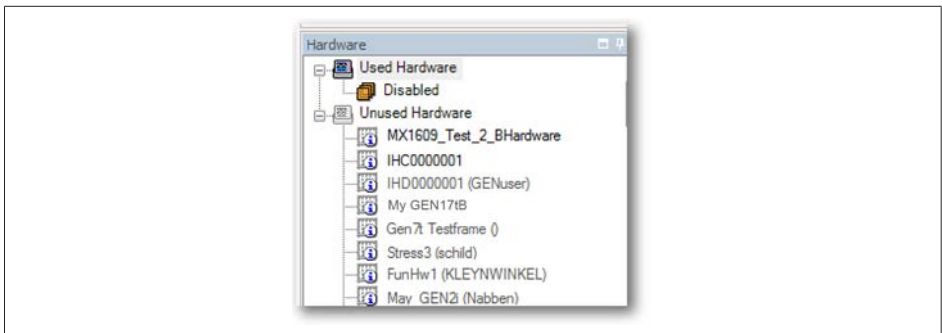 Hardware
Used Hardware
Disabled
Unused Hardware
MX1609_Test_2_BHardware
IHC0000001
IHD0000001 (GENuser)
My GEN17tB
Gen7t Testframe ()
Stress3 (schild)
FunHw1 (KLEYNWINKEL)
May_GEN2i (Nabben)